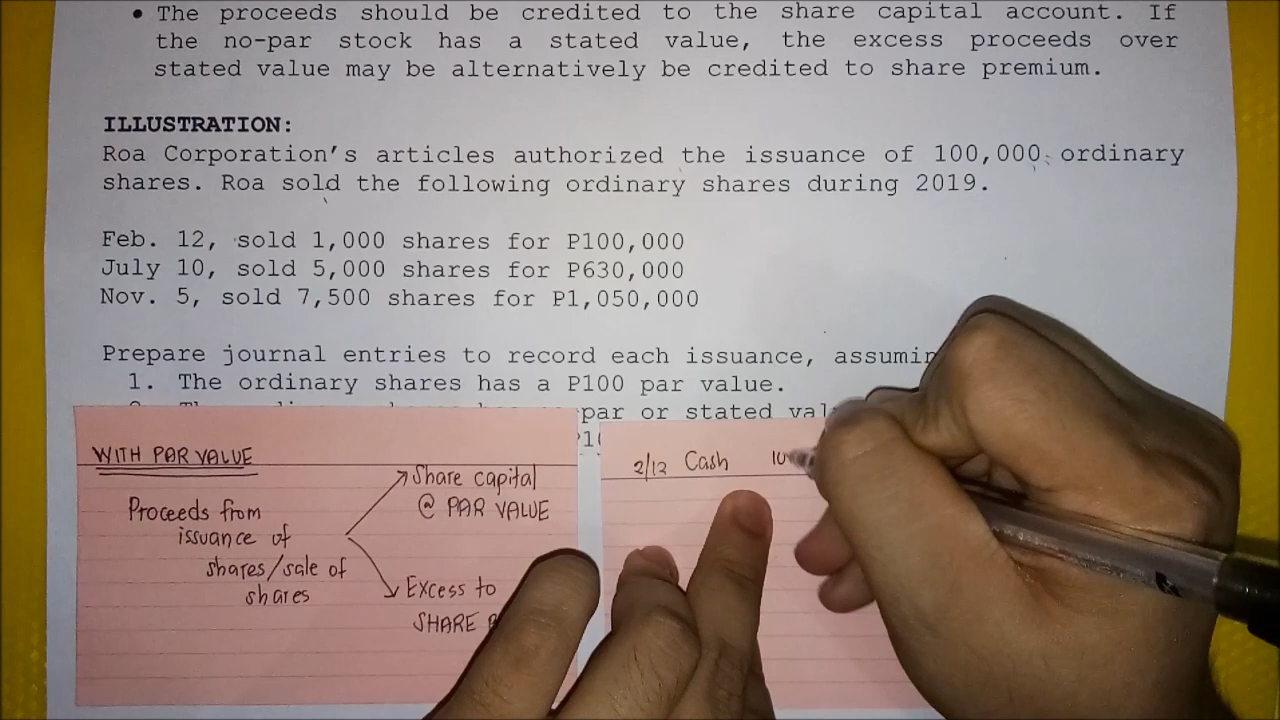 • The proceeds should be credited to the share capital account. If
the no-par stock has a stated value, the excess proceeds over
stated value may be alternatively be credited to share premium.
ILLUSTRATION:
Roa Corporation's articles authorized the issuance of 100,000 ordinary
shares. Roa sold the following ordinary shares during 2019.
Feb. 12, sold 1,000 shares for P100,000
July 10, sold 5,000 shares for P630,000
Nov. 5, sold 7,500 shares for P1,050,000
Prepare journal entries to record each issuance,
1. The ordinary shares has a P100 par value.
par or stated
WITH PAR VALUE
Proceeds from
issuance of
shares/sale of
shares
Share capital
@ PAR VALUE
Excess to
SHARE
2/12 Cash 10